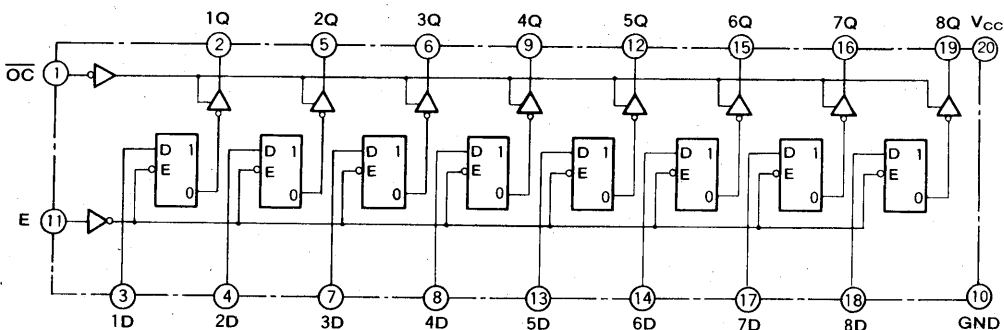 1Q 2Q 3Q 4Q 5Q 6Q 7Q 8Q VCC
2 5 6 9 12 15 16 19 20
OC 1
D 1 D 1 D 1 D 1 D 1 D 1 D 1 D 1
E E E E E E E E
0 0 0 0 0 0 0 0
E 11
3 4 7 8 13 14 17 18 10
1D 2D 3D 4D 5D 6D 7D 8D GND